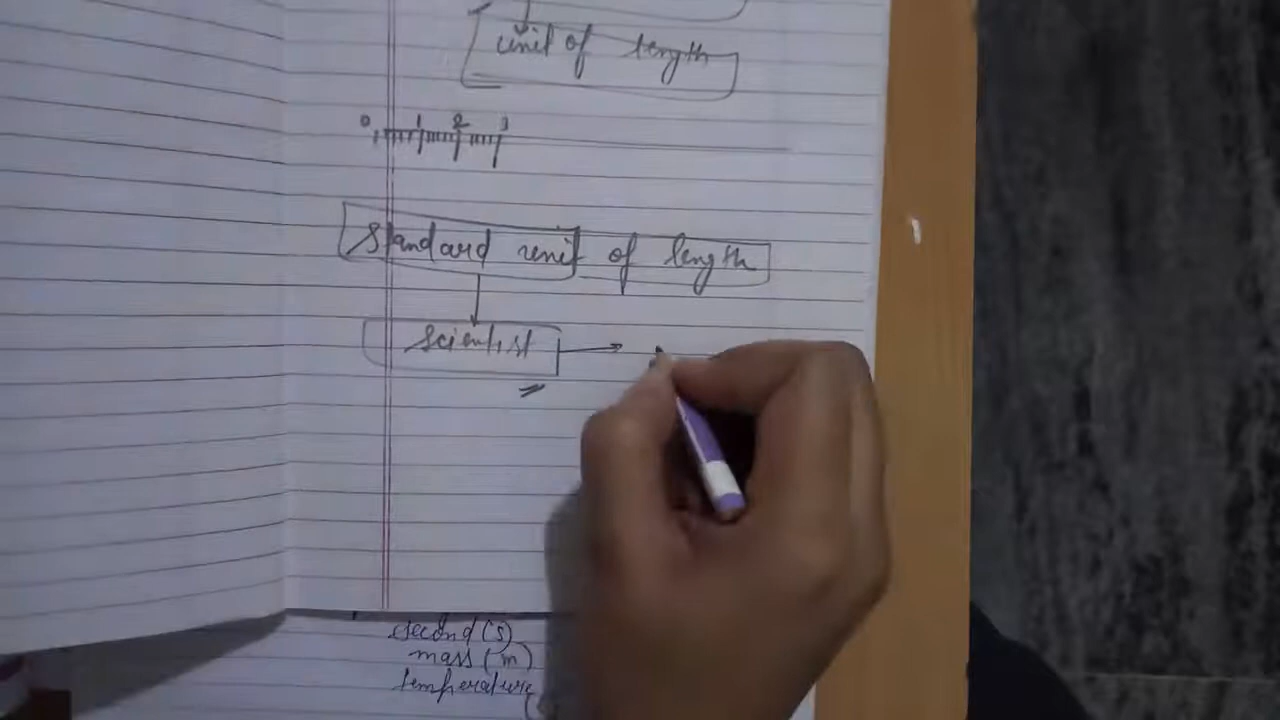 unit of length
0 1 2 3
Standard unit of length
Scientist
second (s)
mass (m)
temperature